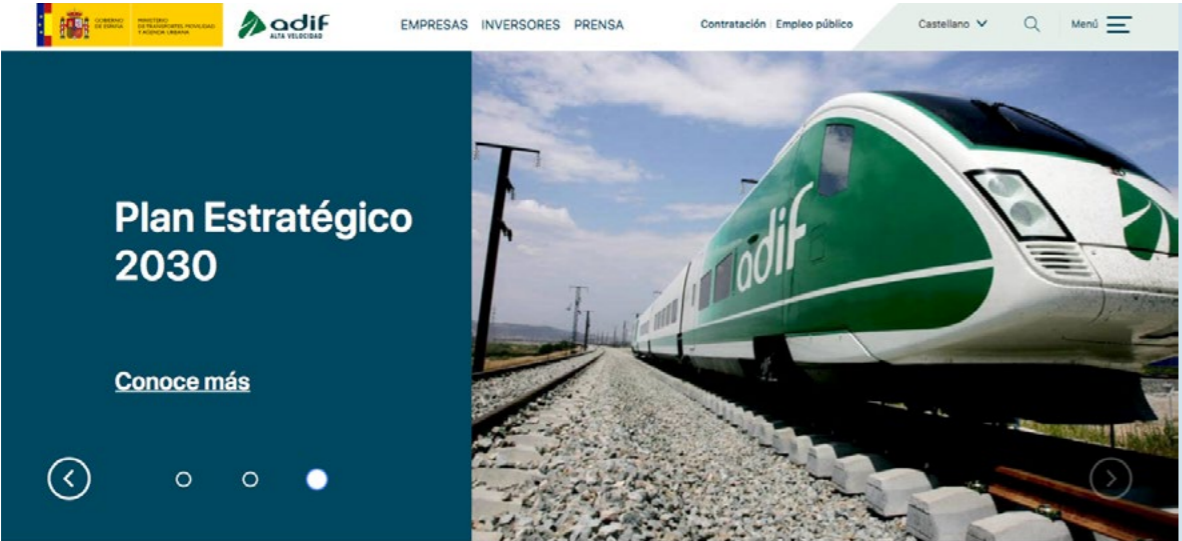 GOBIERNO
DE ESPAÑA
MINISTERIO
DE TRANSPORTES, MOVILIDAD
Y AGENDA URBANA
adif
ALTA VELOCIDAD
EMPRESAS INVERSORES PRENSA
Contratación Empleo público
Castellano
Menú
Plan Estratégico
2030
Conoce más
adif